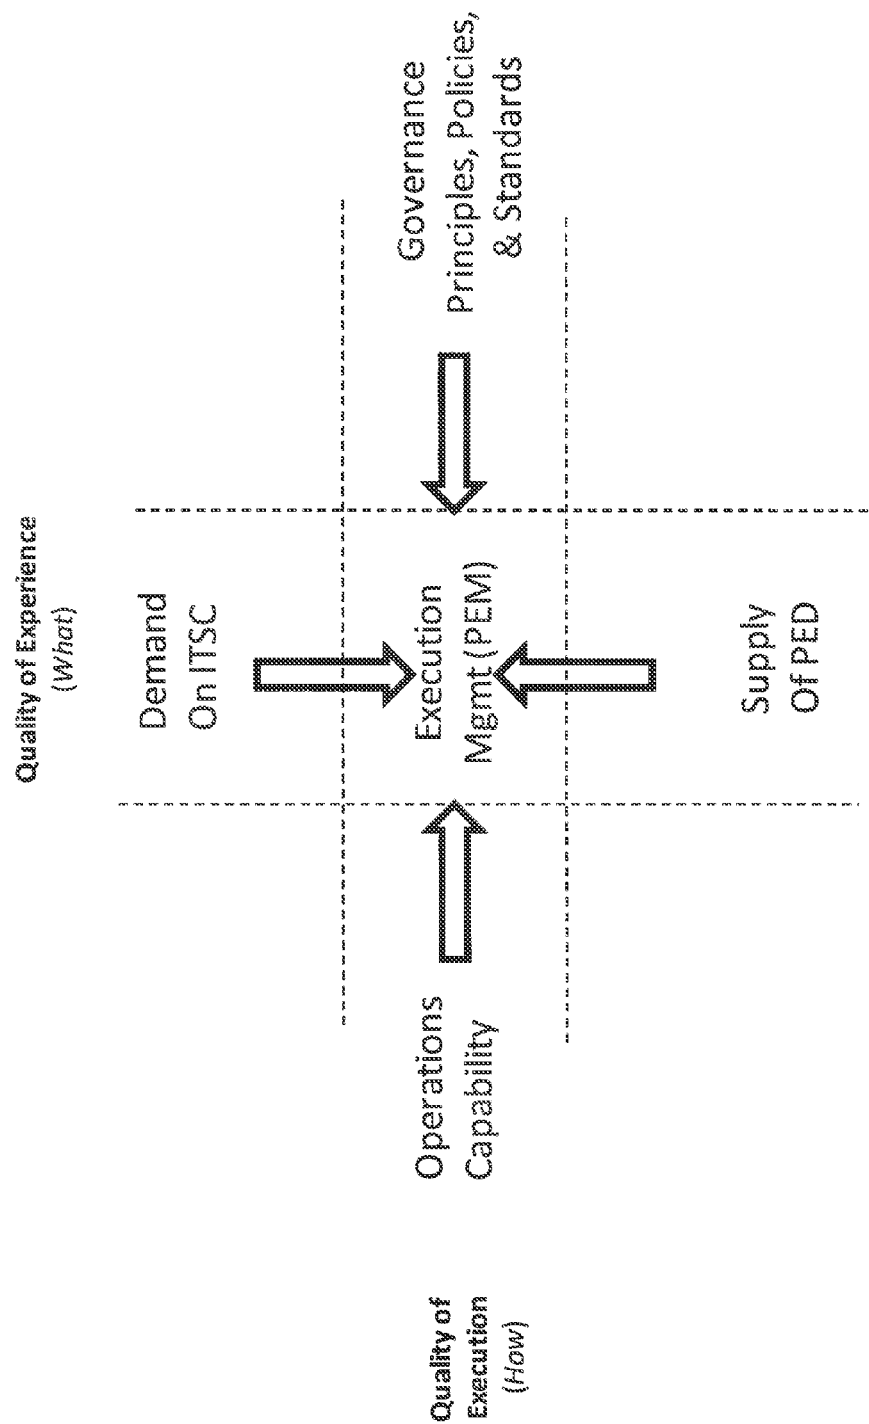 Quality of Experience
(What)
Demand
On ITSC
Quality of
Execution
(How)
Operations
Capability
Execution
Mgmt (PEM)
Governance
Principles, Policies,
& Standards
Supply
Of PED